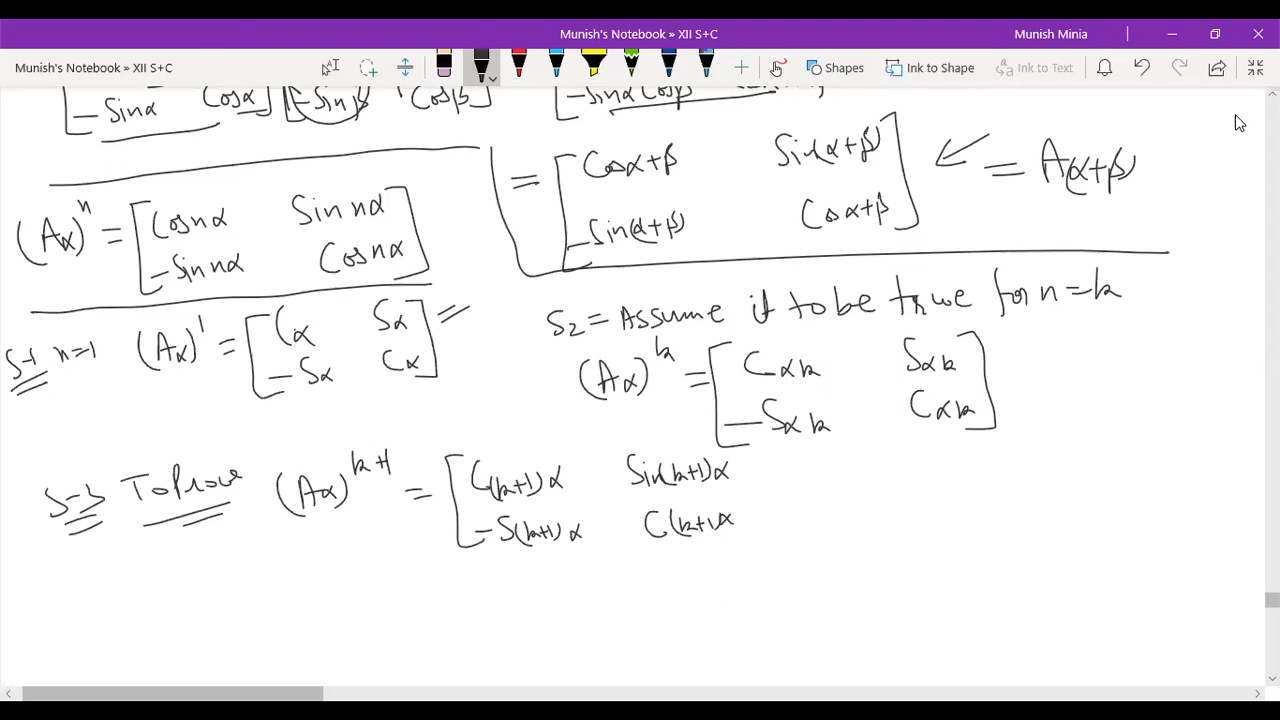 Munish's Notebook » XII S+C
Munish Minia
Munish's Notebook » XII S+C
Shapes
Ink to Shape
Ink to Text
-Sinα Cosα -Sinβ Cosβ
-Sinα Cosβ
= [Cosα+β Sin(α+β)
-Sin(α+β) Cosα+β] = A(α+β)
(Aα)^n = [Cosnα Sin nα
-Sinnα Cosnα]
S-1 n=1 (Aα)^1 = [Cα Sα
-Sα Cα] =
S2 = Assume it to be true for n=k
(Aα)^k = [Cαk Sαk
-Sαk Cαk]
S-3 To Prove (Aα)^k+1 = [C(k+1)α Sin(k+1)α
-S(k+1)α C(k+1)α